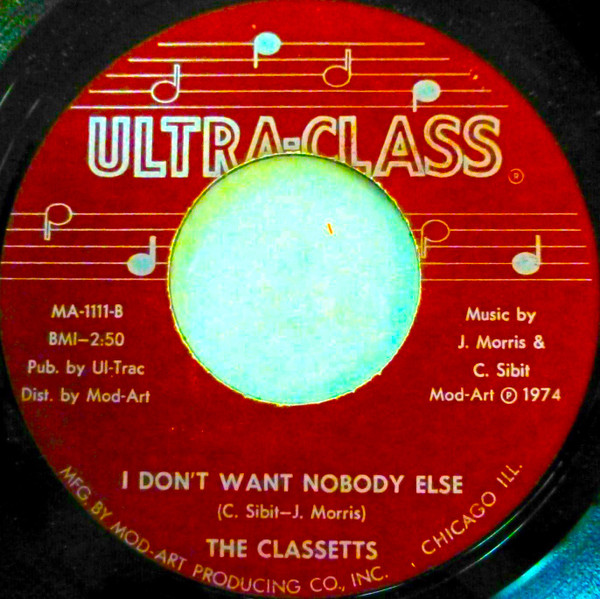 ULTRA-CLASS
®
MA-1111-B
BMI—2:50
Pub. by Ul-Trac
Dist. by Mod-Art
Music by
J. Morris &
C. Sibit
Mod-Art ℗ 1974
I DON'T WANT NOBODY ELSE
(C. Sibit—J. Morris)
THE CLASSETTS
MFG BY MOD-ART PRODUCING CO., INC. , CHICAGO ILL.